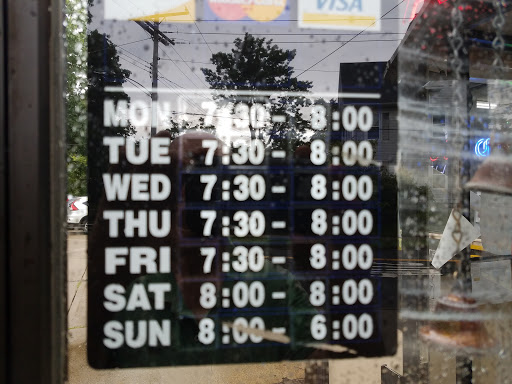 VISA
MON 7:30 - 8:00
TUE 7:30 - 8:00
WED 7:30 - 8:00
THU 7:30 - 8:00
FRI 7:30 - 8:00
SAT 8:00 - 8:00
SUN 8:00 - 6:00